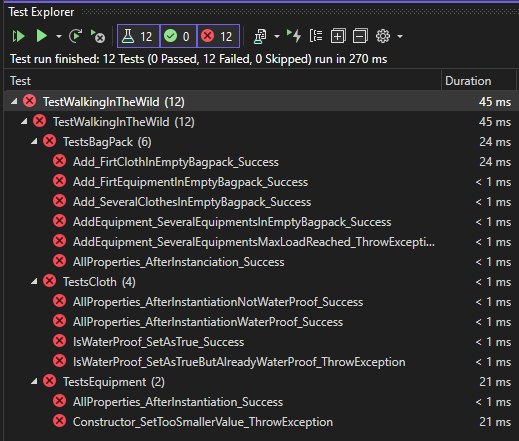 Test Explorer
12 0 12
Test run finished: 12 Tests (0 Passed, 12 Failed, 0 Skipped) run in 270 ms
Test Duration
TestWalkingInTheWild (12) 45 ms
TestWalkingInTheWild (12) 45 ms
TestsBagPack (6) 24 ms
Add_FirtClothInEmptyBagpack_Success 24 ms
Add_FirtEquipmentInEmptyBagpack_Success < 1 ms
Add_SeveralClothesInEmptyBagpack_Success < 1 ms
AddEquipment_SeveralEquipmentsInEmptyBagpack_Success < 1 ms
AddEquipment_SeveralEquipmentsMaxLoadReached_ThrowExcepti... < 1 ms
AllProperties_AfterInstanciation_Success < 1 ms
TestsCloth (4) < 1 ms
AllProperties_AfterInstantiationNotWaterProof_Success < 1 ms
AllProperties_AfterInstantiationWaterProof_Success < 1 ms
IsWaterProof_SetAsTrue_Success < 1 ms
IsWaterProof_SetAsTrueButAlreadyWaterProof_ThrowException < 1 ms
TestsEquipment (2) 21 ms
AllProperties_AfterInstantiation_Success < 1 ms
Constructor_SetTooSmallerValue_ThrowException 21 ms